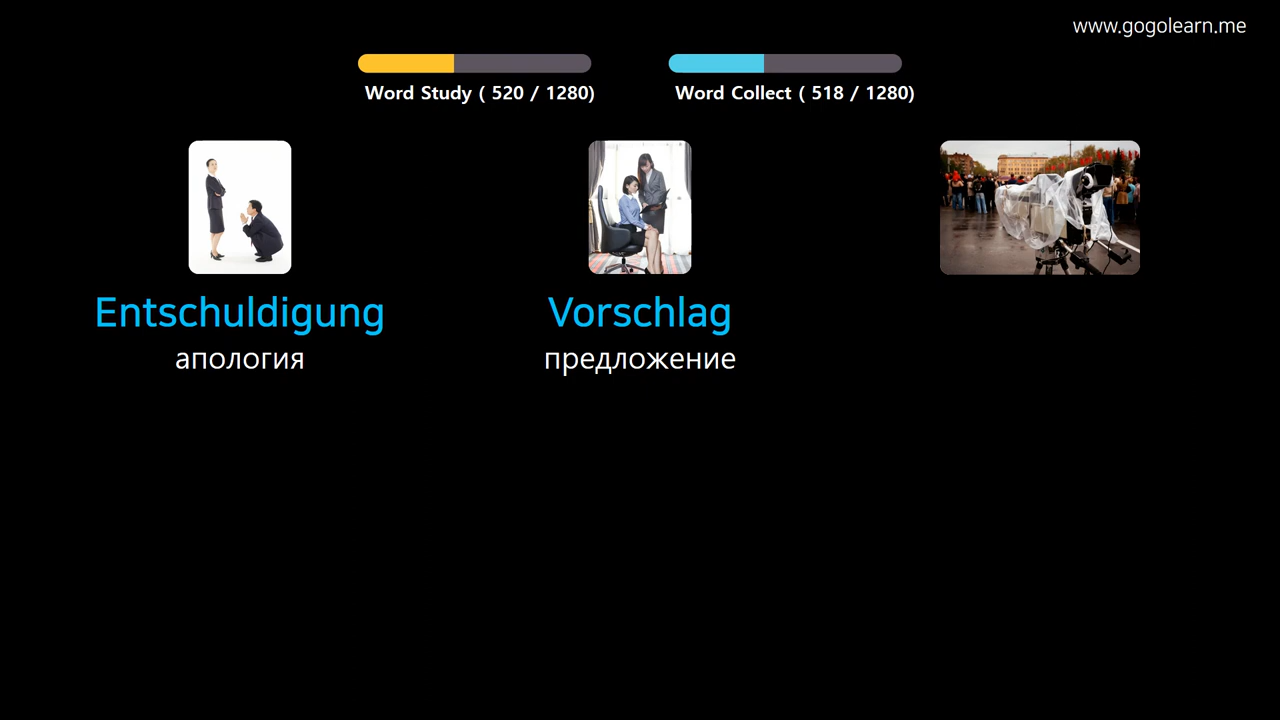 www.gogolearn.me
Word Study ( 520 / 1280)
Word Collect ( 518 / 1280)
Entschuldigung
апология
Vorschlag
предложение